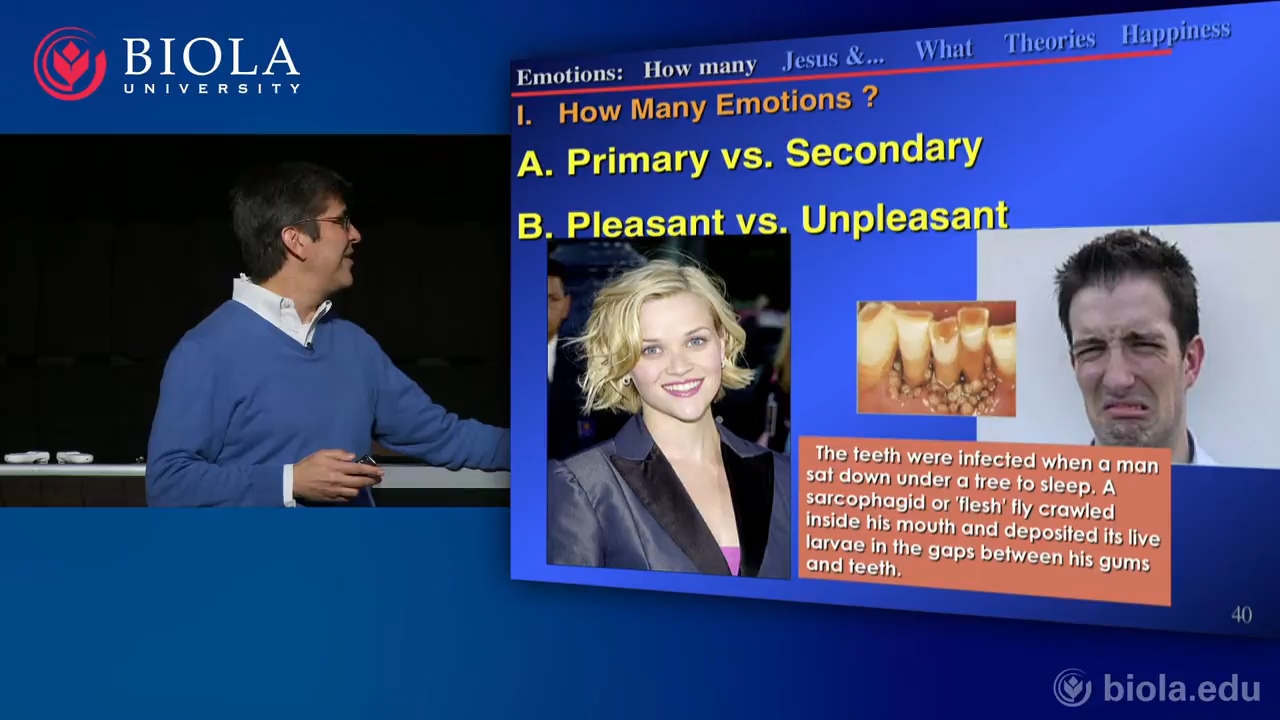 BIOLA
UNIVERSITY
Emotions: How many Jesus &... What Theories Happiness
I. How Many Emotions ?
A. Primary vs. Secondary
B. Pleasant vs. Unpleasant
The teeth were infected when a man
sat down under a tree to sleep. A
sarcophagid or 'flesh' fly crawled
inside his mouth and deposited its live
larvae in the gaps between his gums
and teeth.
40
biola.edu